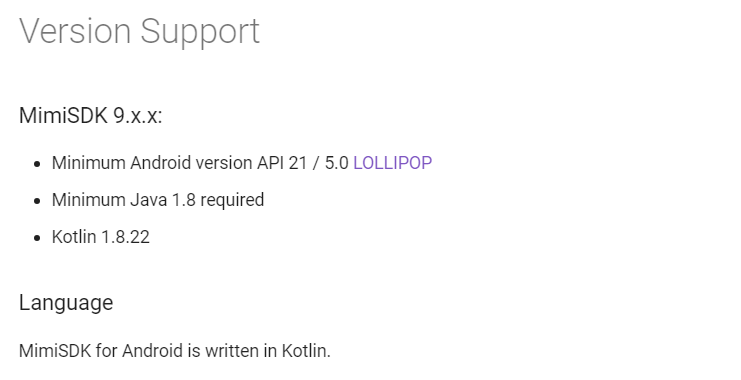 Version Support
MimiSDK 9.x.x:
Minimum Android version API 21 / 5.0 LOLLIPOP
Minimum Java 1.8 required
Kotlin 1.8.22
Language
MimiSDK for Android is written in Kotlin.